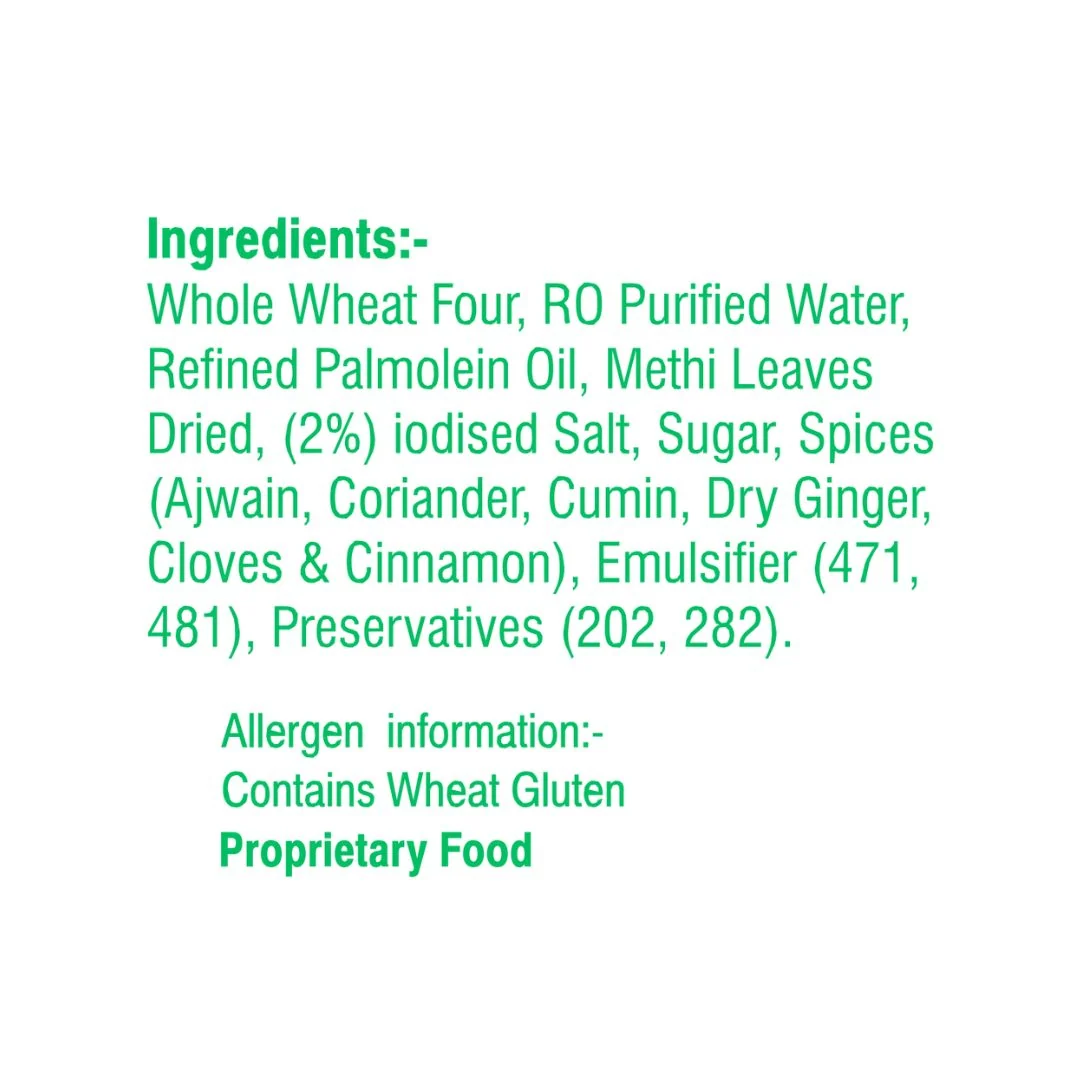 Ingredients:-
Whole Wheat Four, RO Purified Water,
Refined Palmolein Oil, Methi Leaves
Dried, (2%) iodised Salt, Sugar, Spices
(Ajwain, Coriander, Cumin, Dry Ginger,
Cloves & Cinnamon), Emulsifier (471,
481), Preservatives (202, 282).
Allergen information:-
Contains Wheat Gluten
Proprietary Food